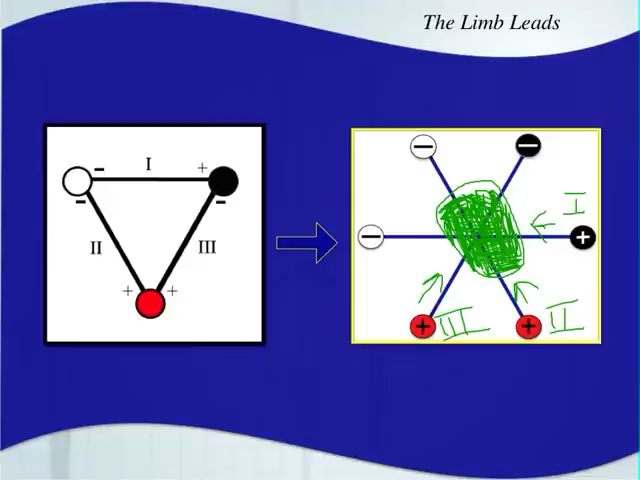 The Limb Leads
- I +
- -
II III
+ +
− −
I
− +
+ III + II